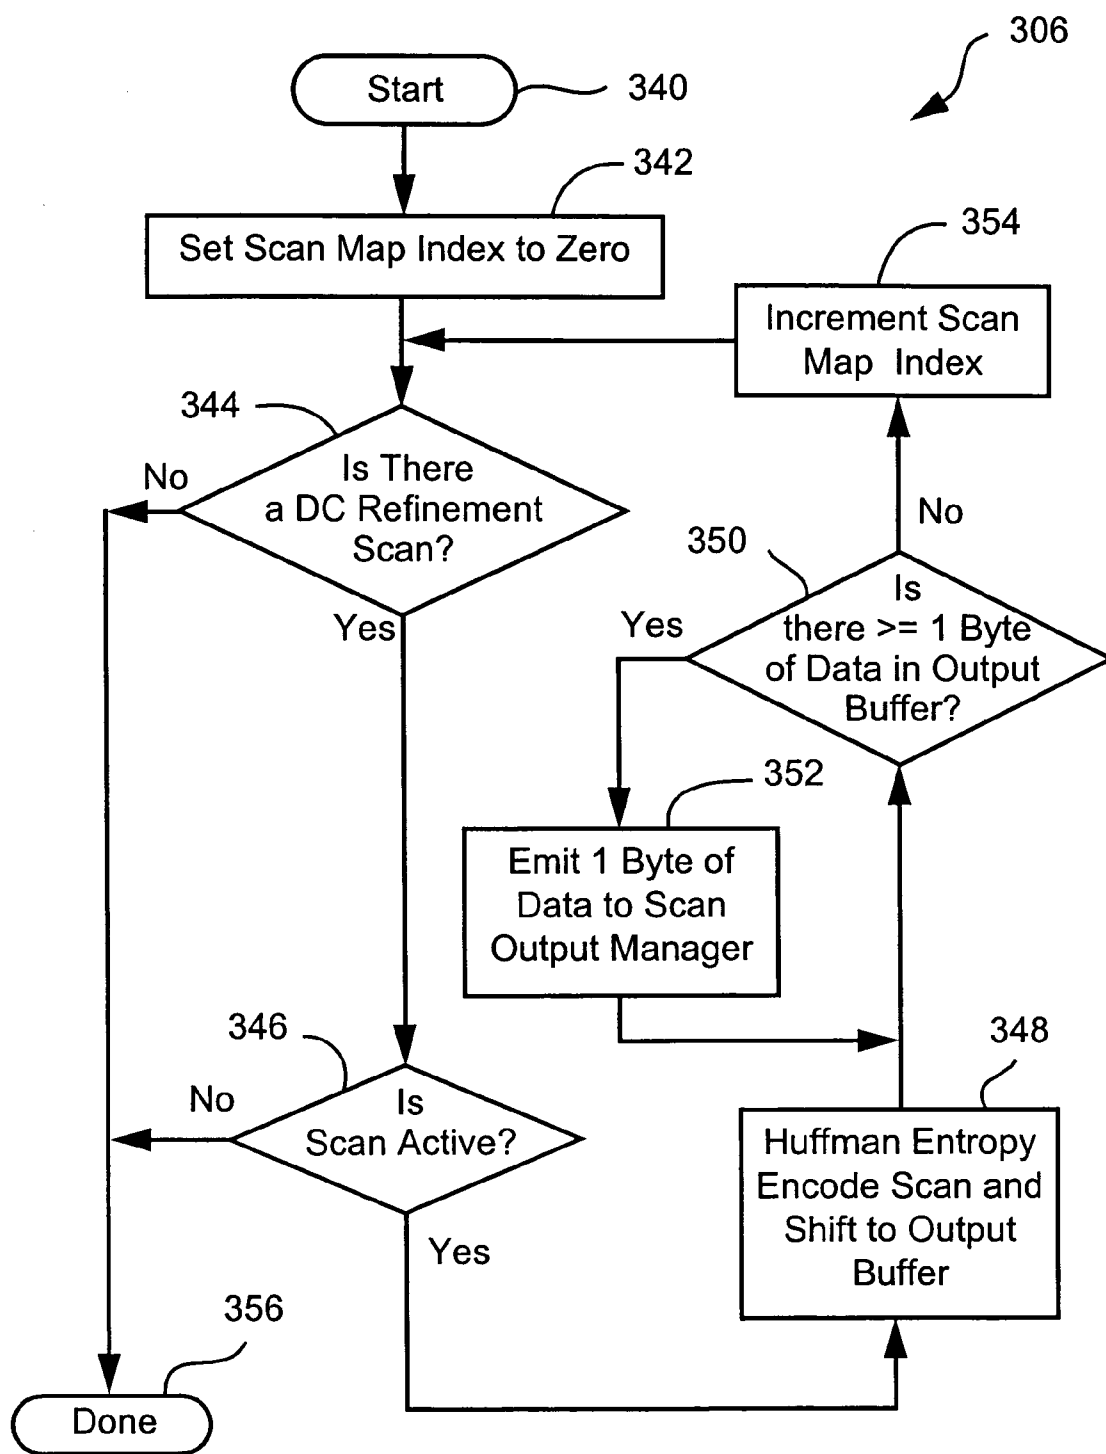 306
Start
340
342
Set Scan Map Index to Zero
354
Increment Scan
Map Index
344
No
Is There
a DC Refinement
Scan?
Yes
No
350
Is
there >= 1 Byte
of Data in Output
Buffer?
Yes
352
Emit 1 Byte of
Data to Scan
Output Manager
346
No
Is
Scan Active?
Yes
348
Huffman Entropy
Encode Scan and
Shift to Output
Buffer
356
Done